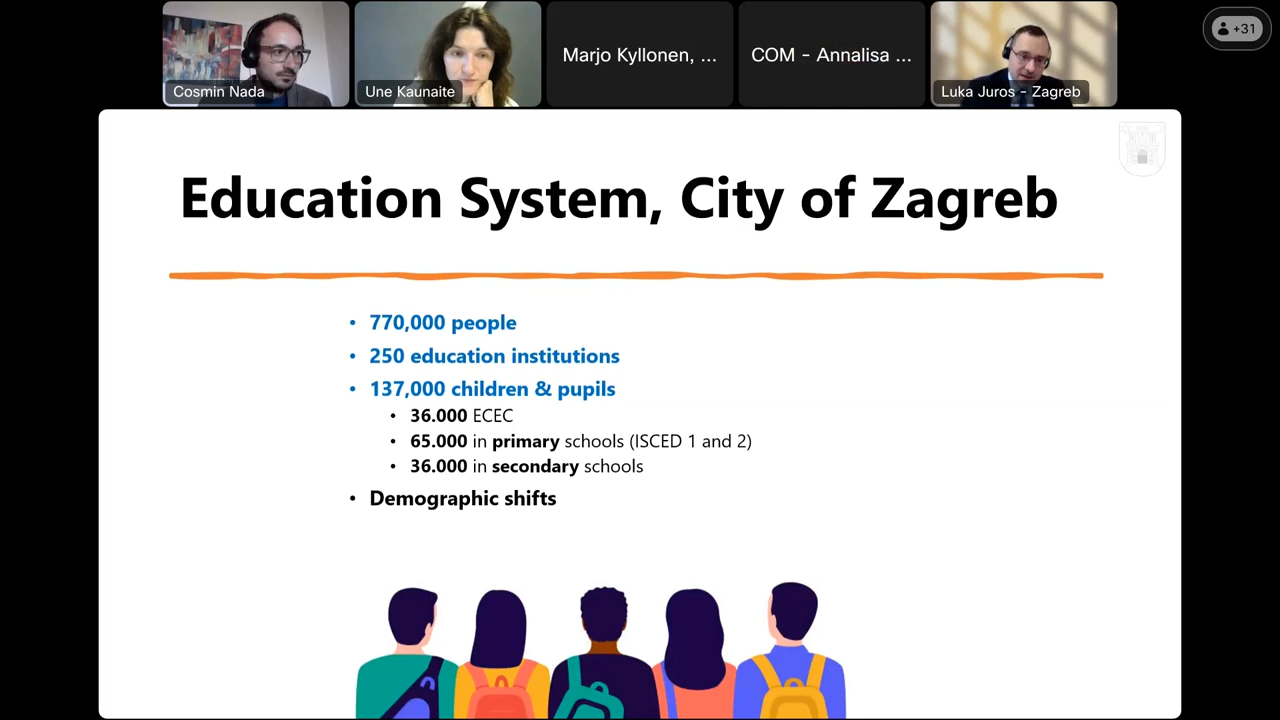 Cosmin Nada
Une Kaunaite
Marjo Kyllonen, ...
COM - Annalisa ...
Luka Juros - Zagreb
+31
Education System, City of Zagreb
• 770,000 people
• 250 education institutions
• 137,000 children & pupils
• 36.000 ECEC
• 65.000 in primary schools (ISCED 1 and 2)
• 36.000 in secondary schools
• Demographic shifts